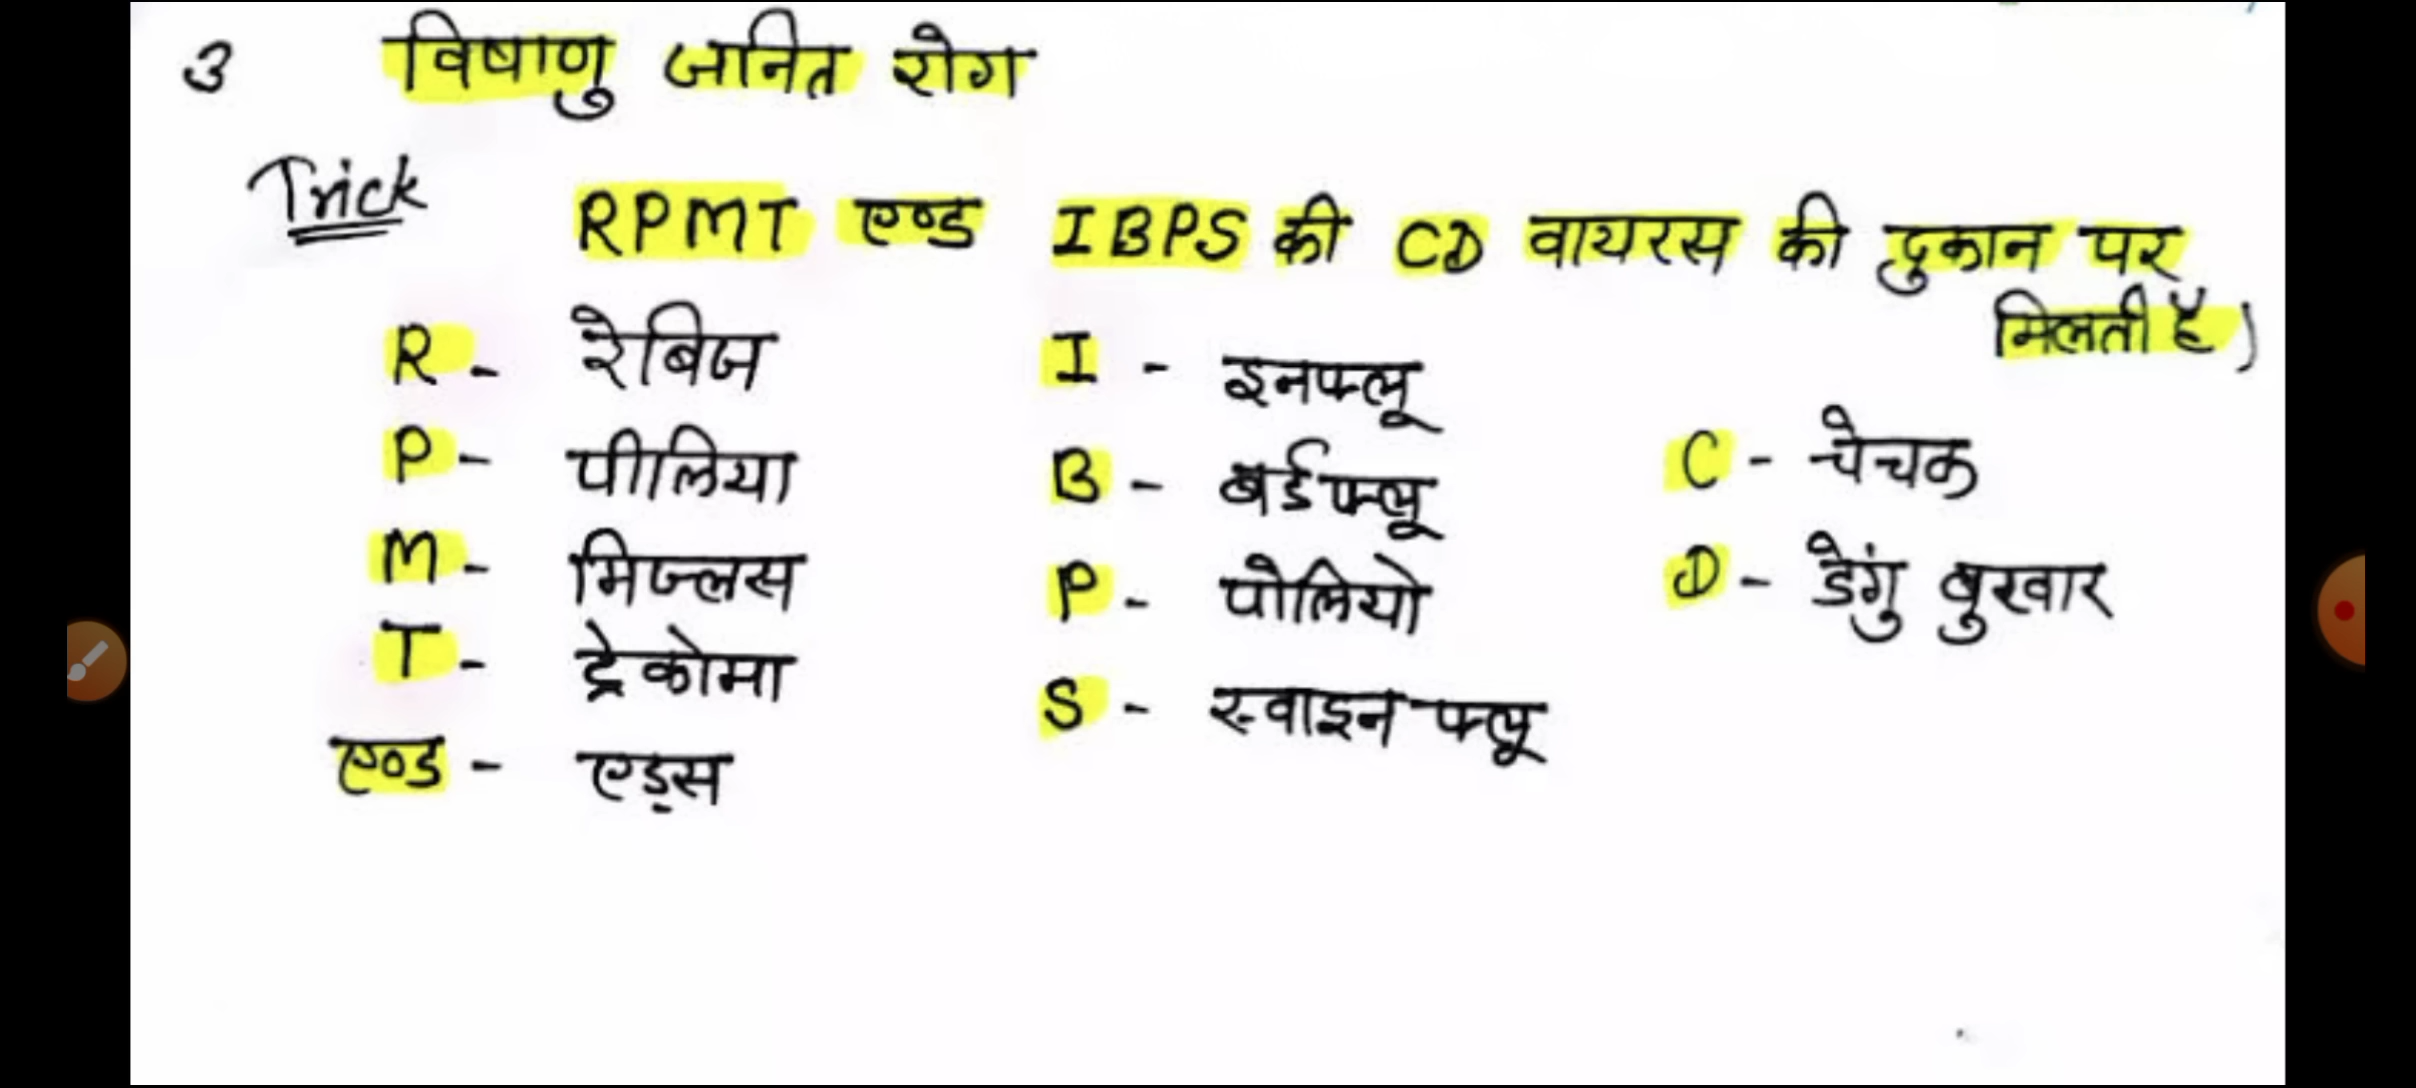 3 विषाणु जनित रोग
Trick RPMT एण्ड IBPS की CD वायरस की दुकान पर
मिलती है)
R - रेबिज
P - पीलिया
M - मिज्लस
T - ट्रेकोमा
एण्ड - एड्स
I - इनफ्लू
B - बर्डफ्लू
P - पोलियो
S - स्वाइन फ्लू
C - चेचक
D - डेंगु बुखार